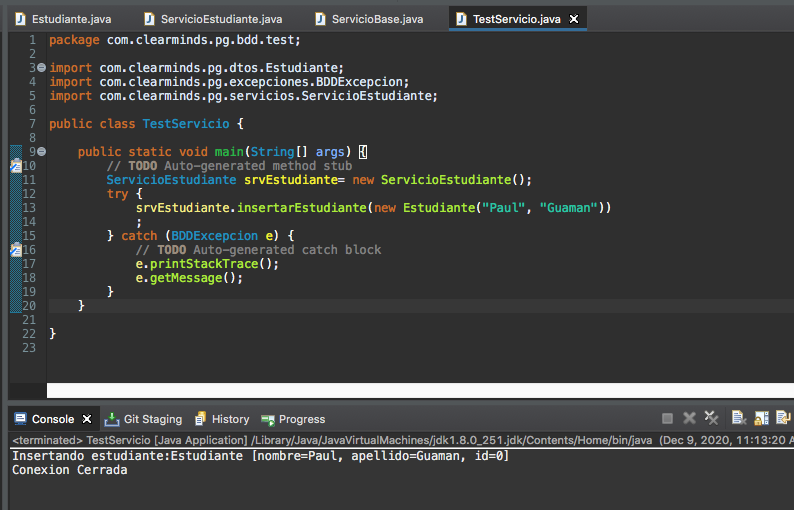 Estudiante.java ServicioEstudiante.java ServicioBase.java TestServicio.java
1 package com.clearminds.pg.bdd.test;
2
3 import com.clearminds.pg.dtos.Estudiante;
4 import com.clearminds.pg.excepciones.BDDExcepcion;
5 import com.clearminds.pg.servicios.ServicioEstudiante;
6
7 public class TestServicio {
8
9 public static void main(String[] args) {
10 // TODO Auto-generated method stub
11 ServicioEstudiante srvEstudiante= new ServicioEstudiante();
12 try {
13 srvEstudiante.insertarEstudiante(new Estudiante("Paul", "Guaman"))
14 ;
15 } catch (BDDExcepcion e) {
16 // TODO Auto-generated catch block
17 e.printStackTrace();
18 e.getMessage();
19 }
20 }
21
22 }
23
Console Git Staging History Progress
<terminated> TestServicio [Java Application] /Library/Java/JavaVirtualMachines/jdk1.8.0_251.jdk/Contents/Home/bin/java (Dec 9, 2020, 11:13:20 A
Insertando estudiante:Estudiante [nombre=Paul, apellido=Guaman, id=0]
Conexion Cerrada